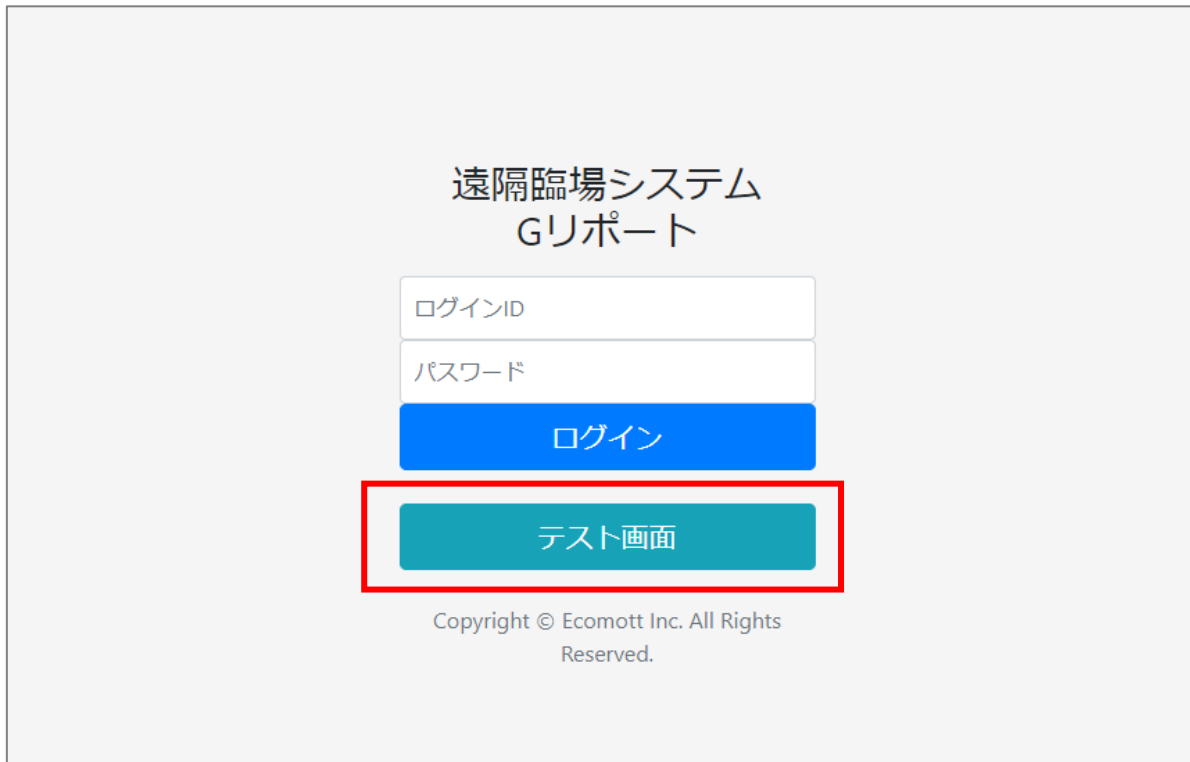 遠隔臨場システム
Gリポート
ログインID
パスワード
ログイン
テスト画面
Copyright © Ecomott Inc. All Rights
Reserved.